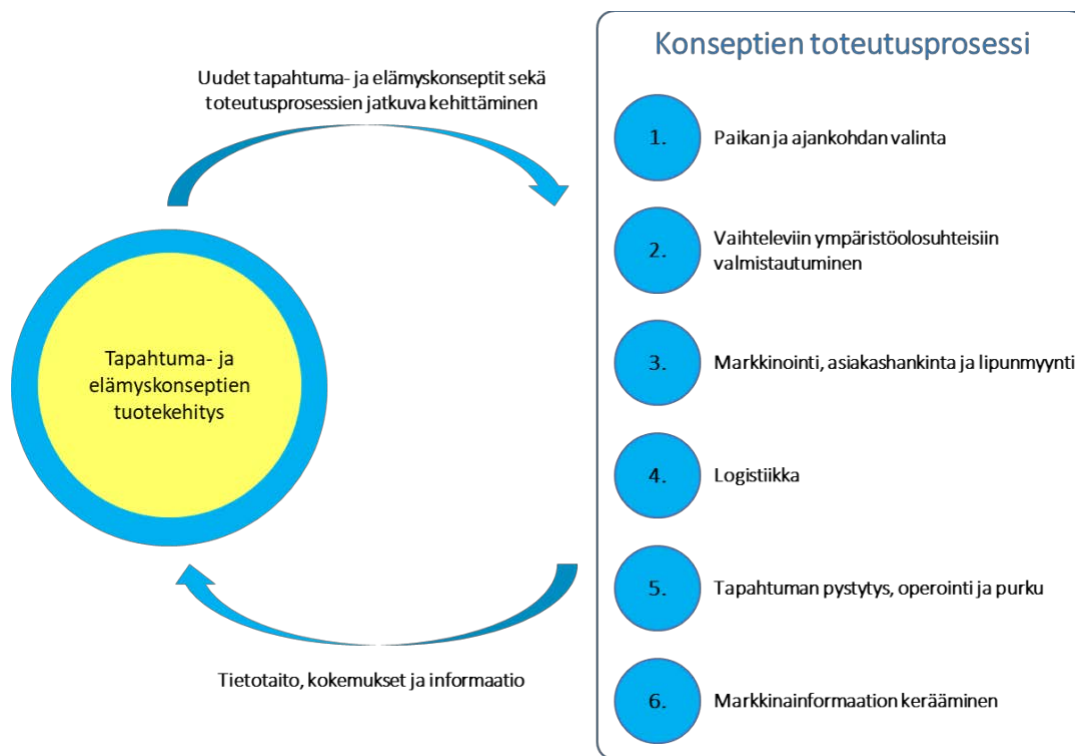 Konseptien toteutusprosessi
Uudet tapahtuma- ja elämyskonseptit sekä
toteutusprosessien jatkuva kehittäminen
Tapahtuma- ja
elämyskonseptien
tuotekehitys
Tietotaito, kokemukset ja informaatio
1. Paikan ja ajankohdan valinta
2. Vaihteleviin ympäristöolosuhteisiin
valmistautuminen
3. Markkinointi, asiakashankinta ja lipunmyynti
4. Logistiikka
5. Tapahtuman pystytys, operointi ja purku
6. Markkinainformaation kerääminen